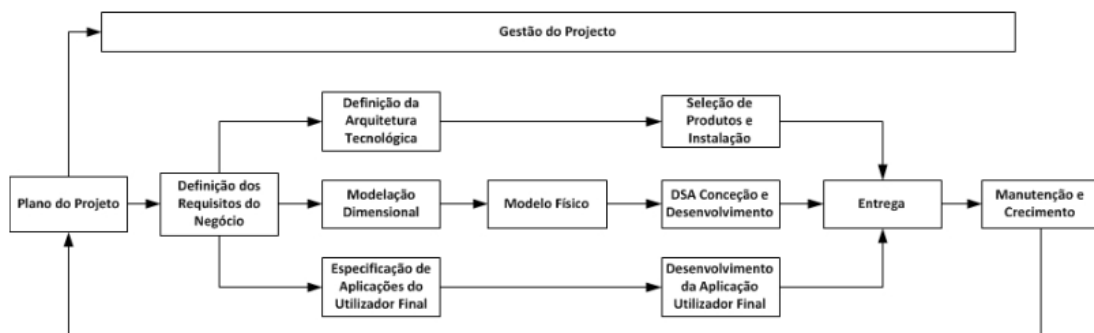 Gestão do Projecto
Definição da
Arquitetura
Tecnológica
Seleção de
Produtos e
Instalação
Plano do Projeto
Definição dos
Requisitos do
Negócio
Modelação
Dimensional
Modelo Físico
DSA Conceção e
Desenvolvimento
Entrega
Manutenção e
Crecimento
Especificação de
Aplicações do
Utilizador Final
Desenvolvimento
da Aplicação
Utilizador Final